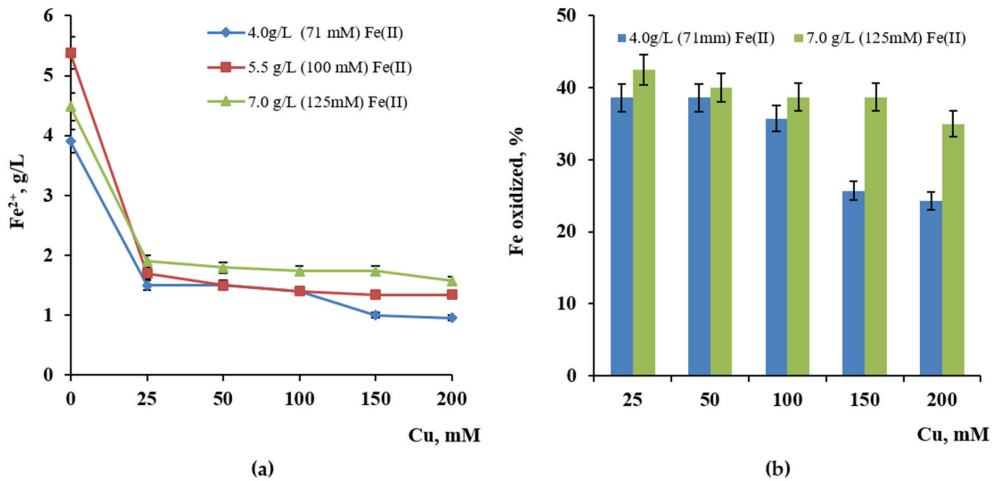 6
5
4
3
2
1
0
Fe²⁺, g/L
4.0g/L (71 mM) Fe(II)
5.5 g/L (100 mM) Fe(II)
7.0 g/L (125mM) Fe(II)
0 25 50 100 150 200
Cu, mM
(a)
50
40
30
20
10
0
Fe oxidized, %
4.0g/L (71mm) Fe(II) 7.0 g/L (125mM) Fe(II)
25 50 100 150 200
Cu, mM
(b)